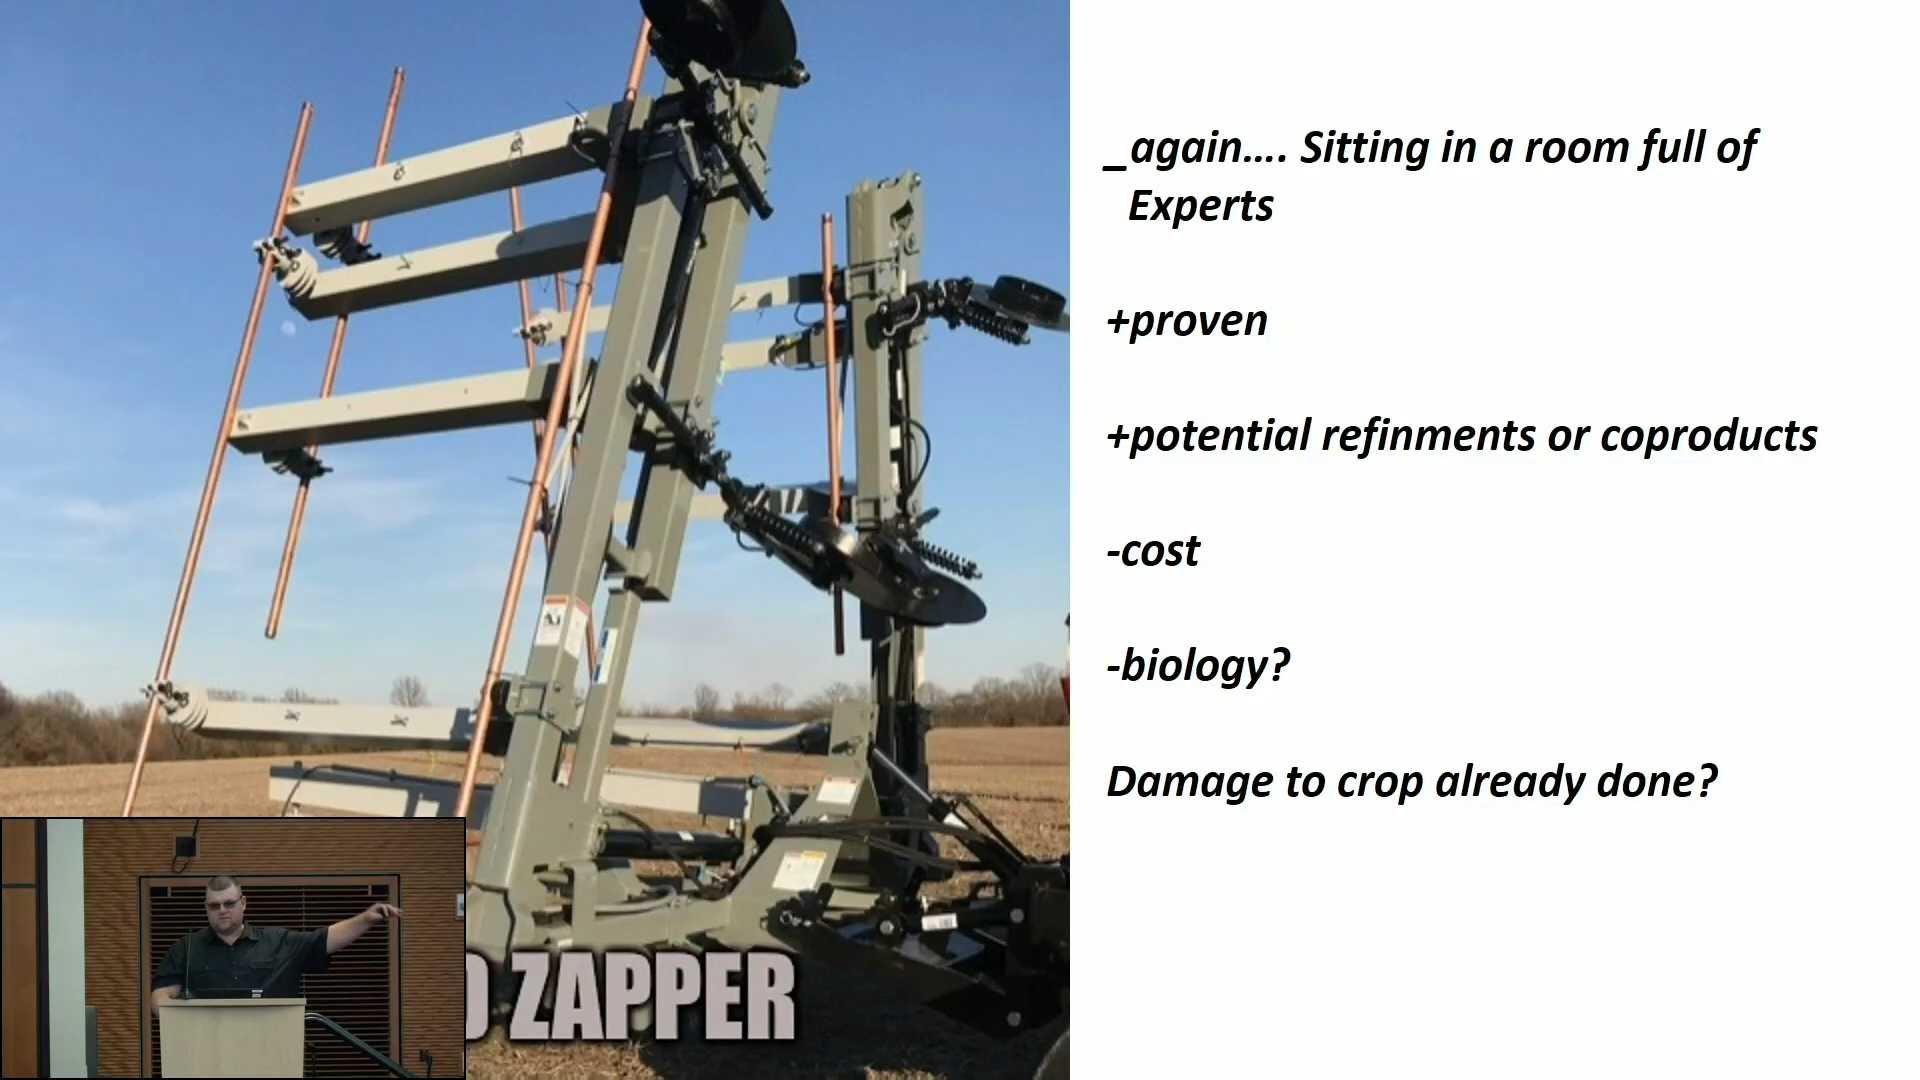 _again.... Sitting in a room full of
Experts
+proven
+potential refinments or coproducts
-cost
-biology?
Damage to crop already done?
ZAPPER